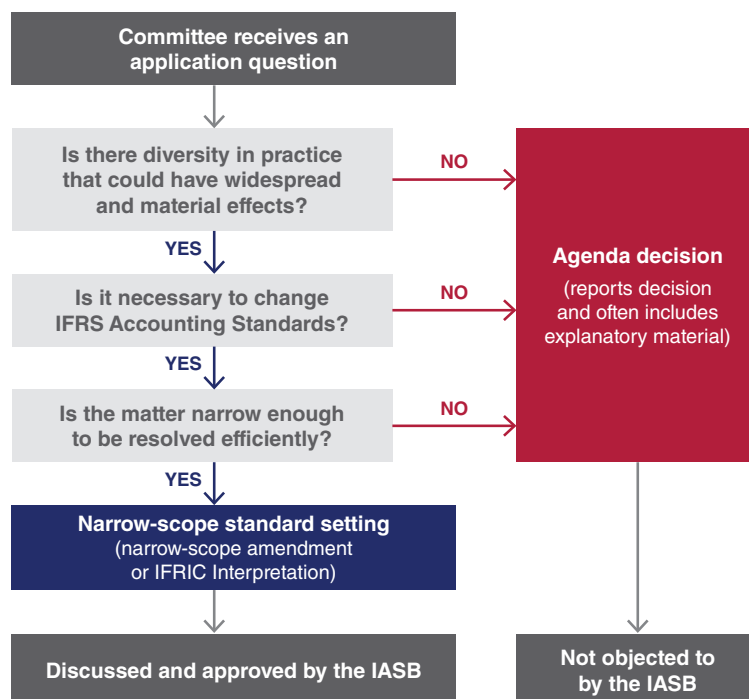 Committee receives an
application question
Is there diversity in practice
that could have widespread
and material effects?
NO
YES
Is it necessary to change
IFRS Accounting Standards?
NO
YES
Is the matter narrow enough
to be resolved efficiently?
NO
YES
Agenda decision
(reports decision
and often includes
explanatory material)
Narrow-scope standard setting
(narrow-scope amendment
or IFRIC Interpretation)
Discussed and approved by the IASB
Not objected to
by the IASB